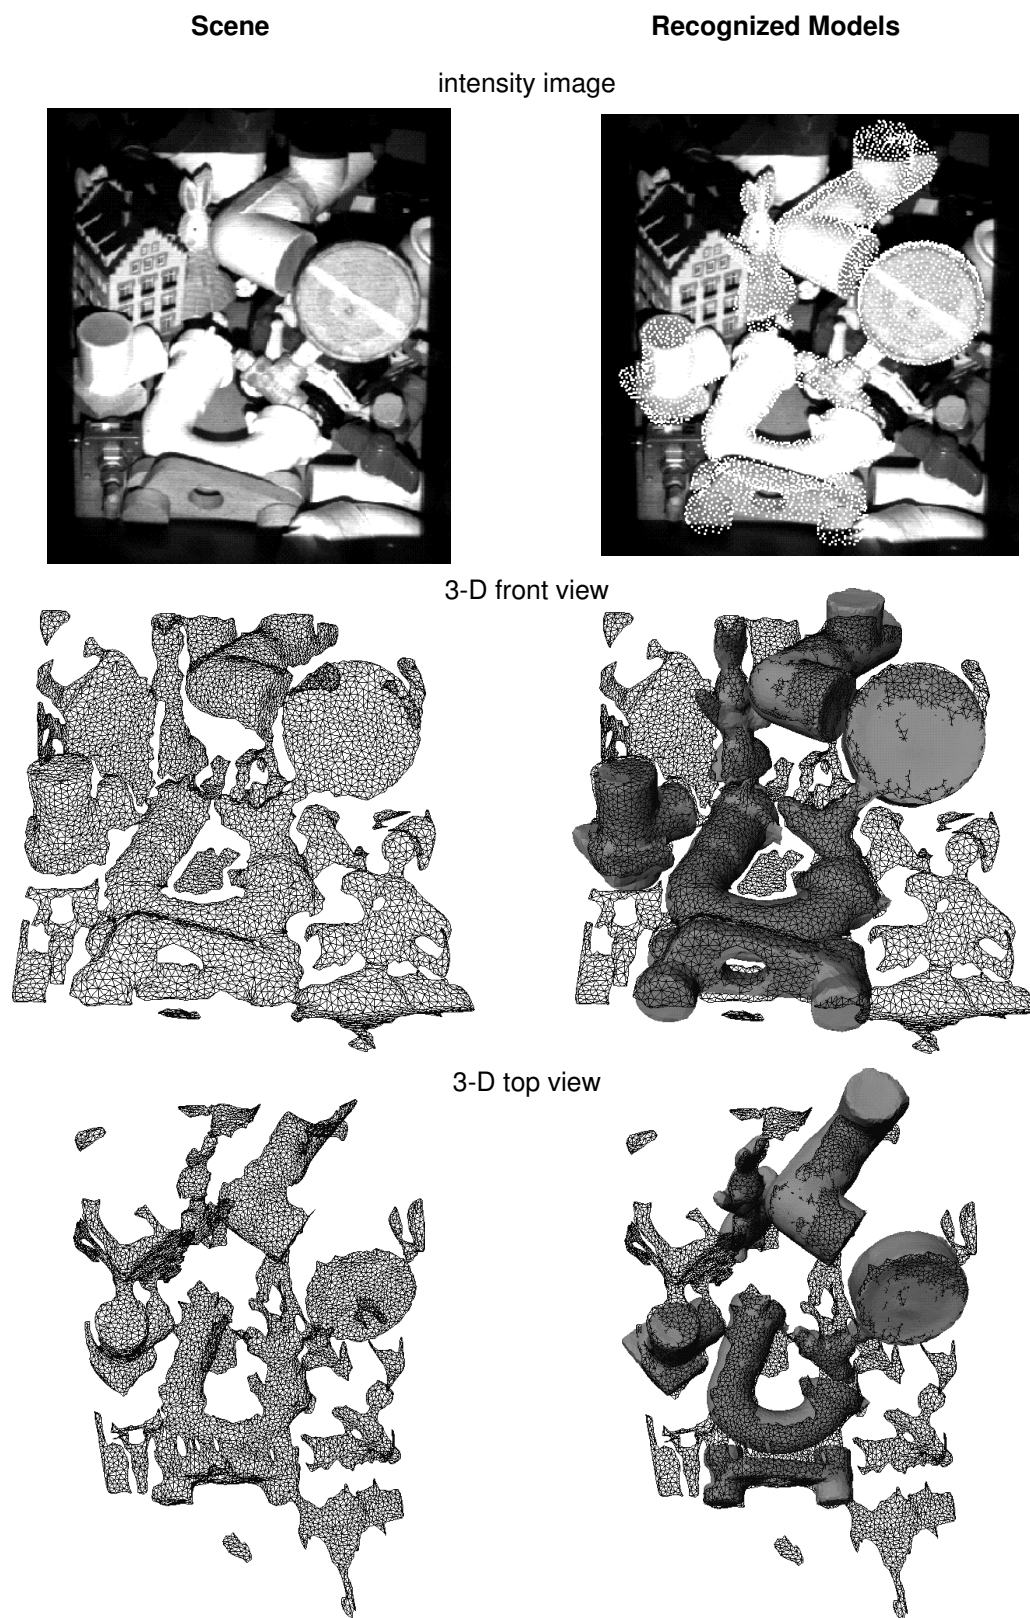 Scene
Recognized Models
intensity image
3-D front view
3-D top view